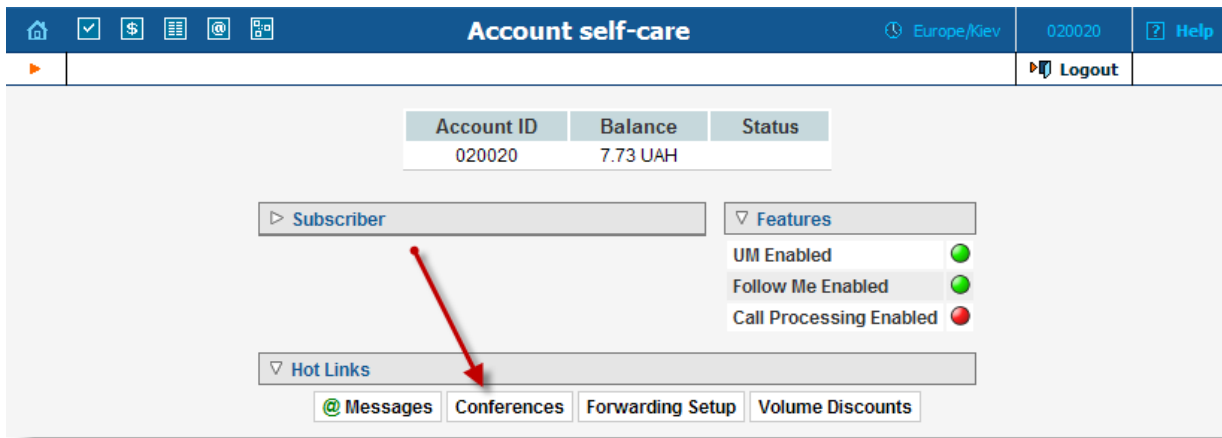 Account self-care Europe/Kiev 020020 ? Help
Logout
Account ID Balance Status
020020 7.73 UAH
Subscriber Features
UM Enabled
Follow Me Enabled
Call Processing Enabled
Hot Links
@ Messages Conferences Forwarding Setup Volume Discounts